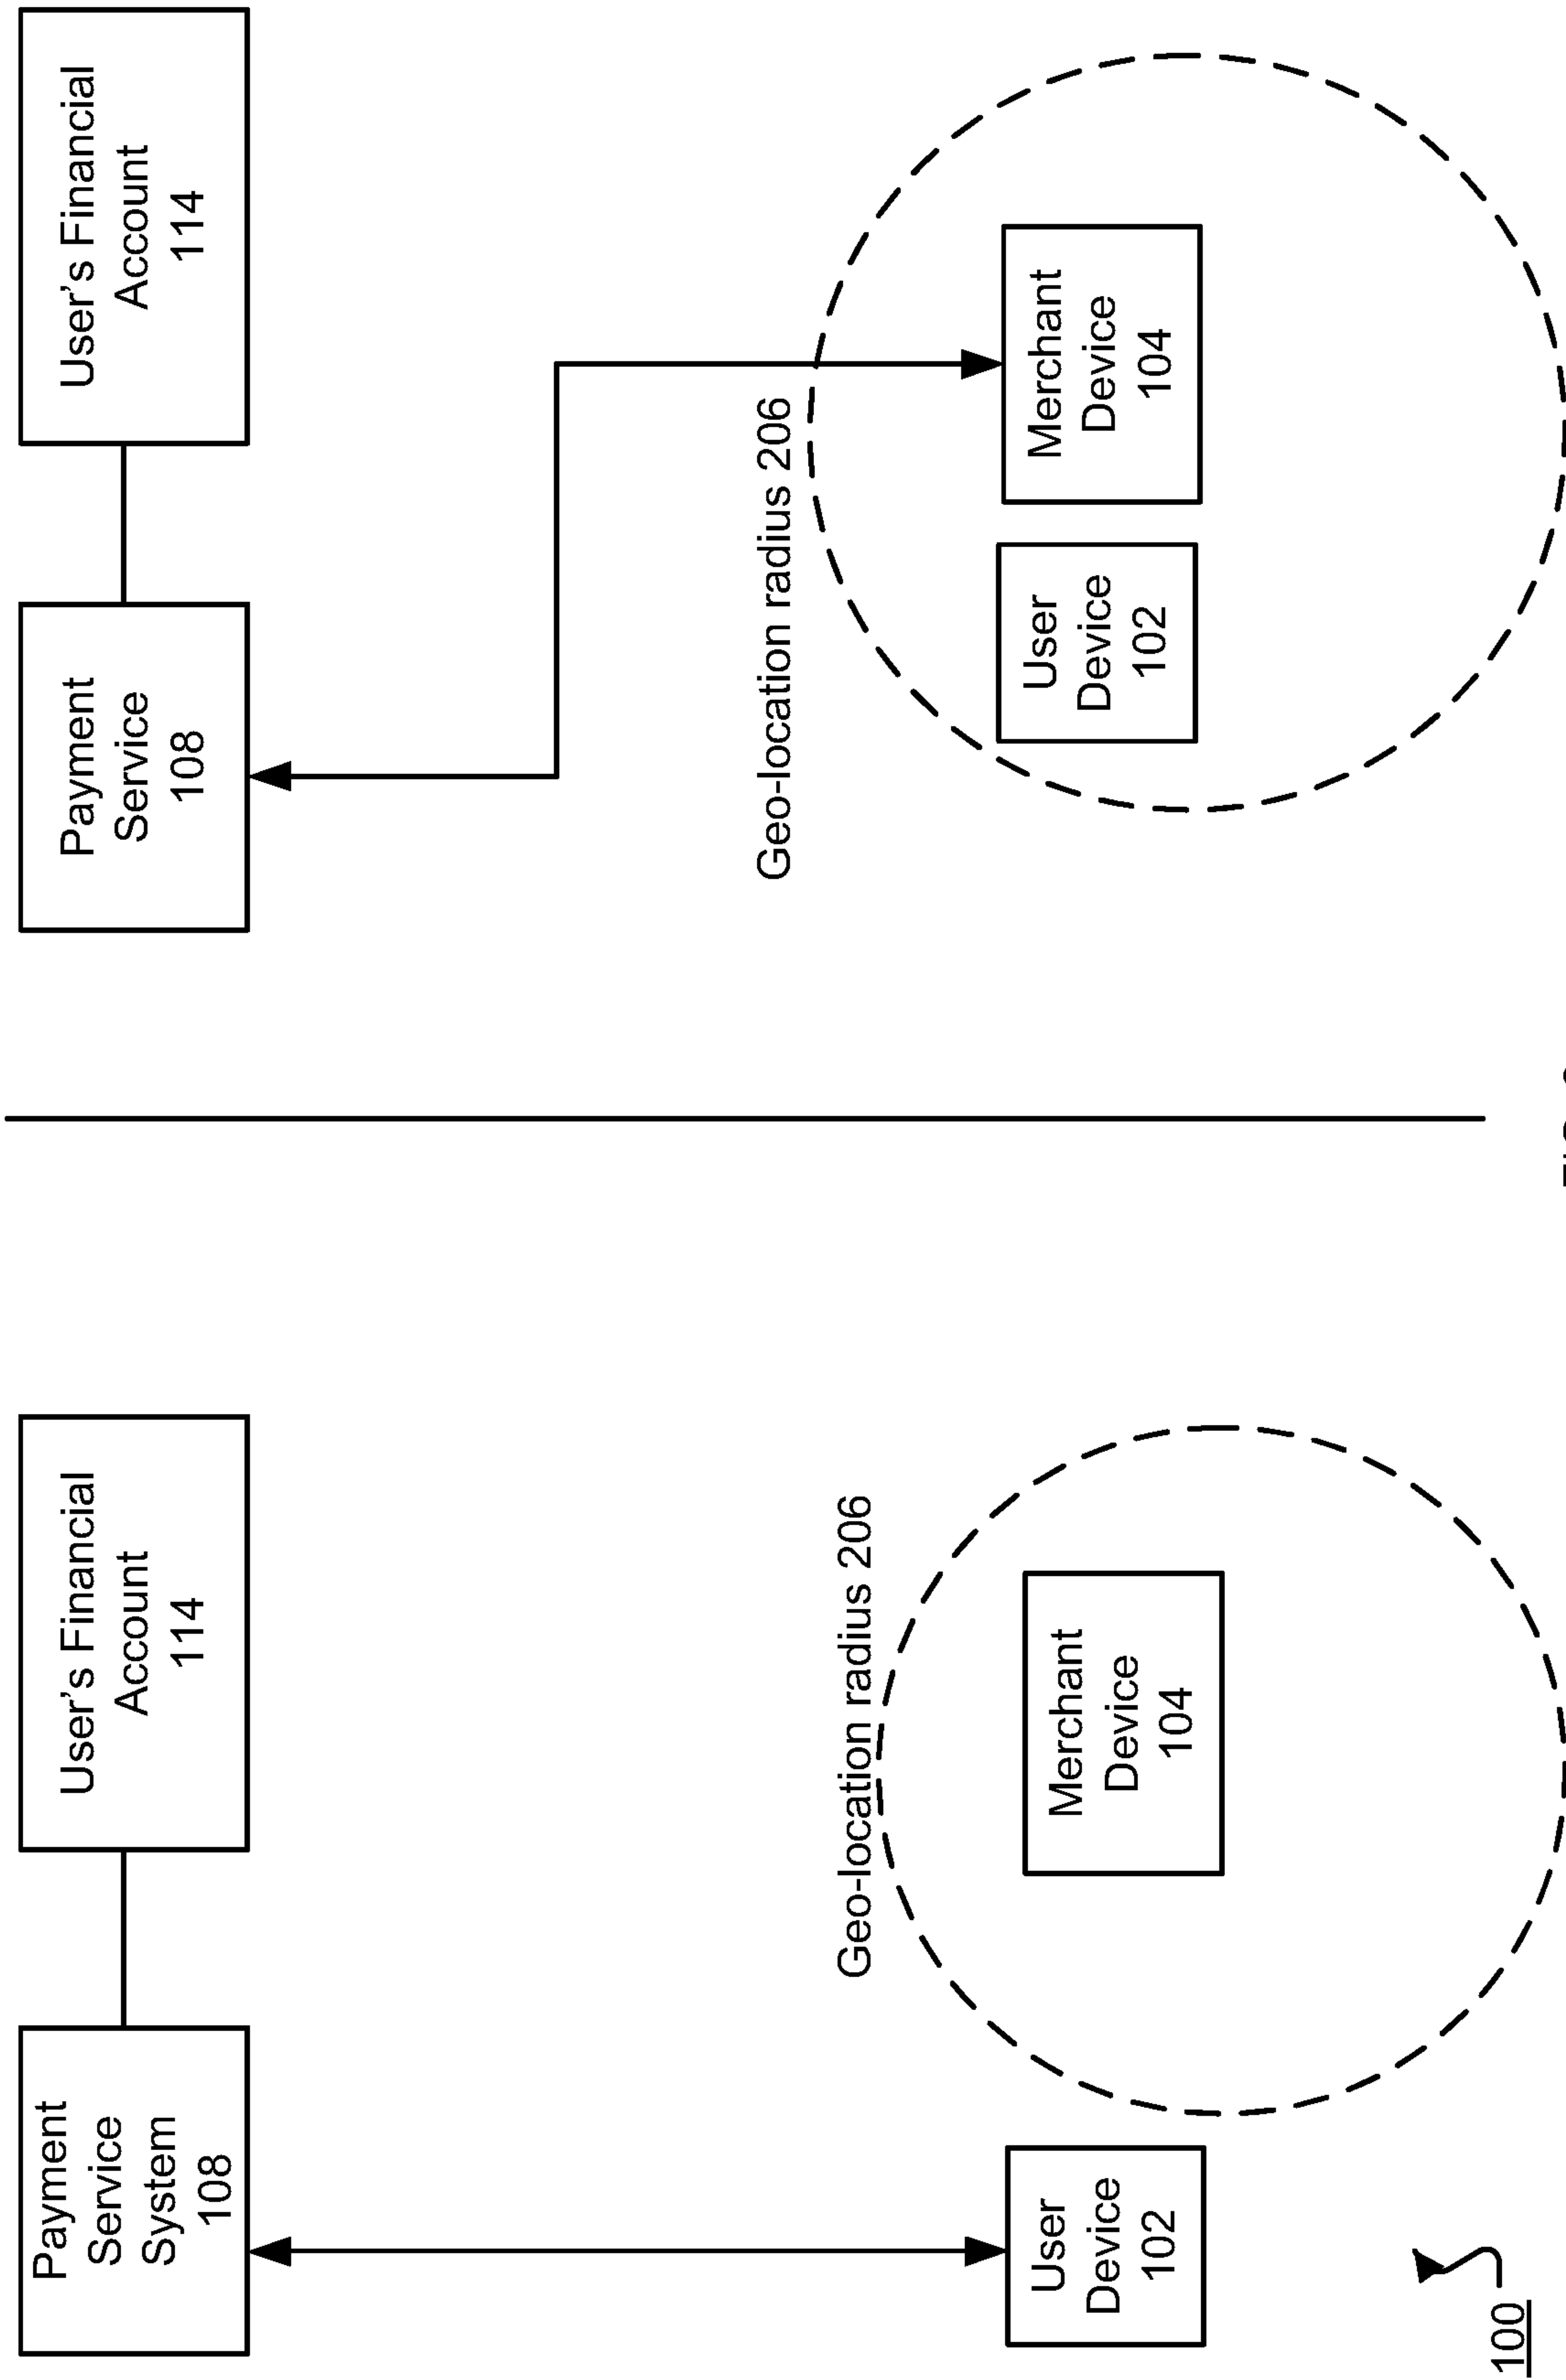 Payment
Service
System
108
User's Financial
Account
114
Geo-location radius 206
User
Device
102
Merchant
Device
104
100
Payment
Service
108
User's Financial
Account
114
Geo-location radius 206
User
Device
102
Merchant
Device
104